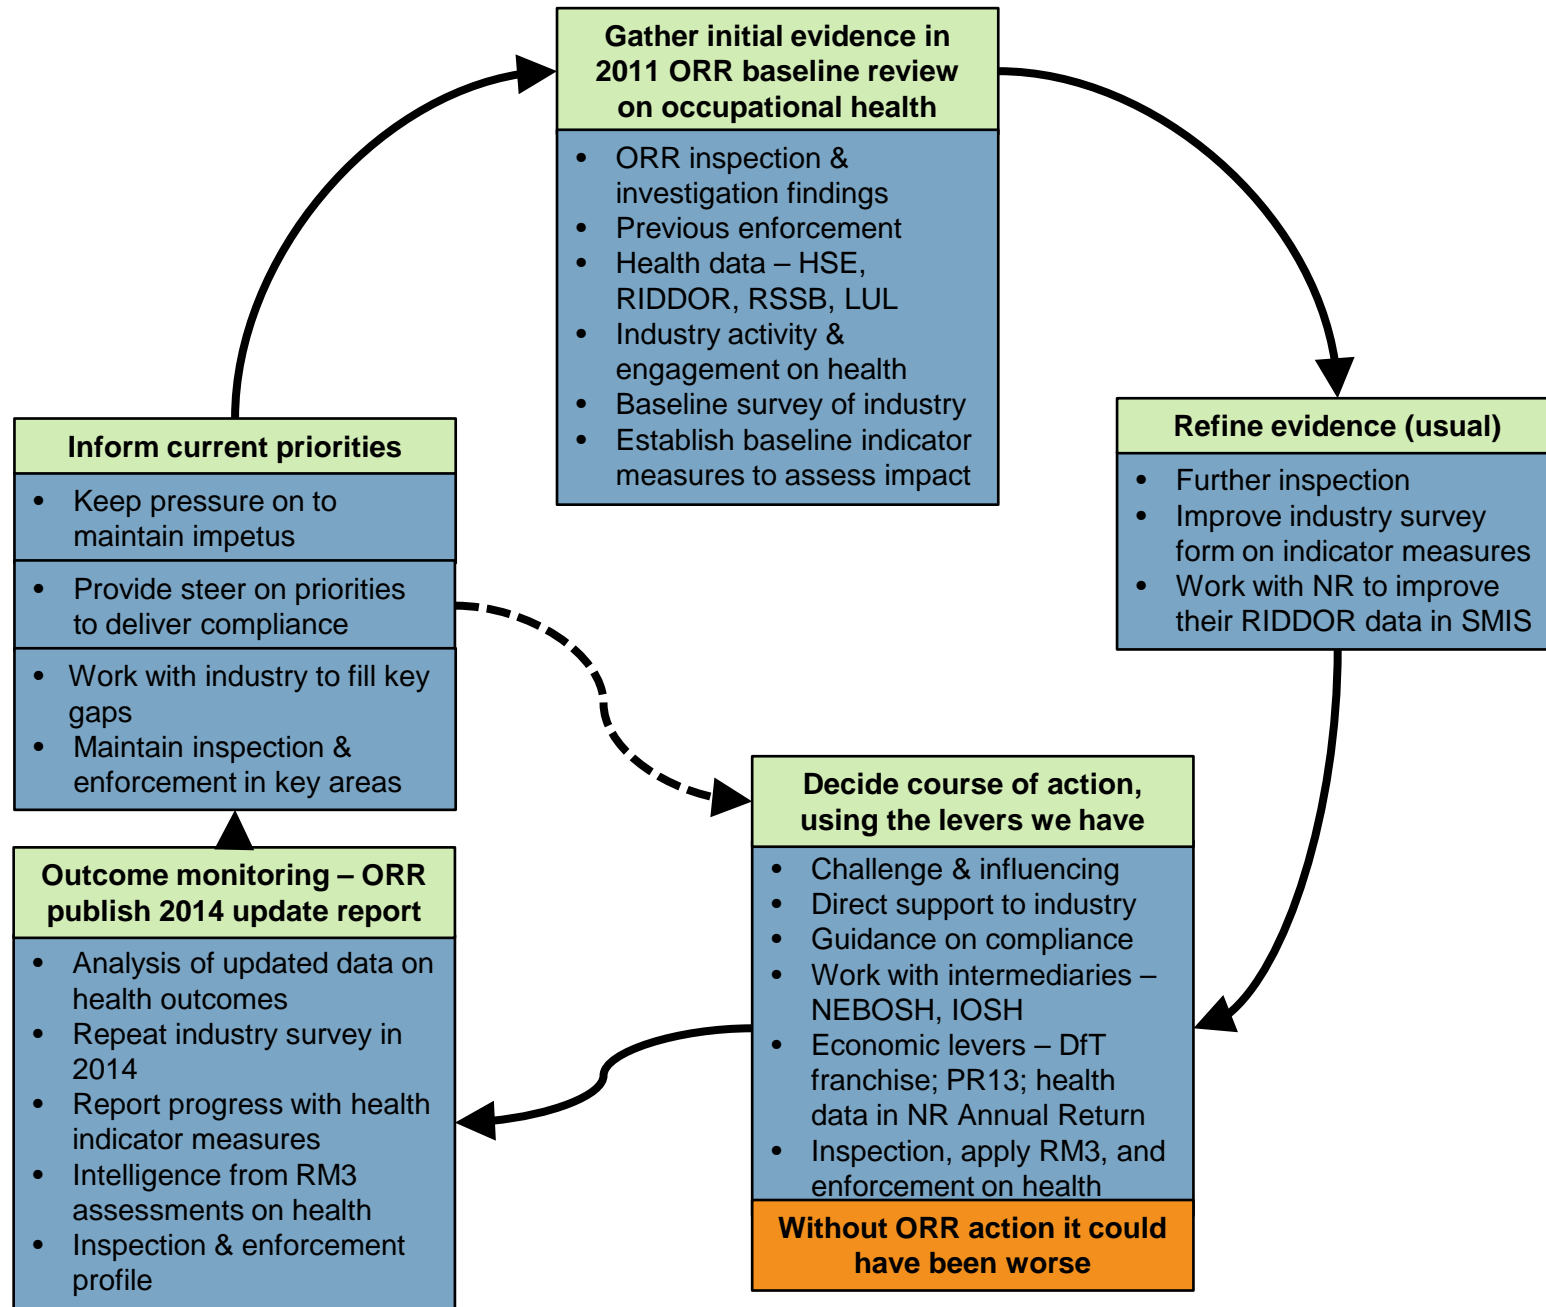 Gather initial evidence in
2011 ORR baseline review
on occupational health
• ORR inspection &
investigation findings
• Previous enforcement
• Health data – HSE,
RIDDOR, RSSB, LUL
• Industry activity &
engagement on health
• Baseline survey of industry
• Establish baseline indicator
measures to assess impact
Refine evidence (usual)
• Further inspection
• Improve industry survey
form on indicator measures
• Work with NR to improve
their RIDDOR data in SMIS
Decide course of action,
using the levers we have
• Challenge & influencing
• Direct support to industry
• Guidance on compliance
• Work with intermediaries –
NEBOSH, IOSH
• Economic levers – DfT
franchise; PR13; health
data in NR Annual Return
• Inspection, apply RM3, and
enforcement on health
Without ORR action it could
have been worse
Outcome monitoring – ORR
publish 2014 update report
• Analysis of updated data on
health outcomes
• Repeat industry survey in
2014
• Report progress with health
indicator measures
• Intelligence from RM3
assessments on health
• Inspection & enforcement
profile
Inform current priorities
• Keep pressure on to
maintain impetus
• Provide steer on priorities
to deliver compliance
• Work with industry to fill key
gaps
• Maintain inspection &
enforcement in key areas